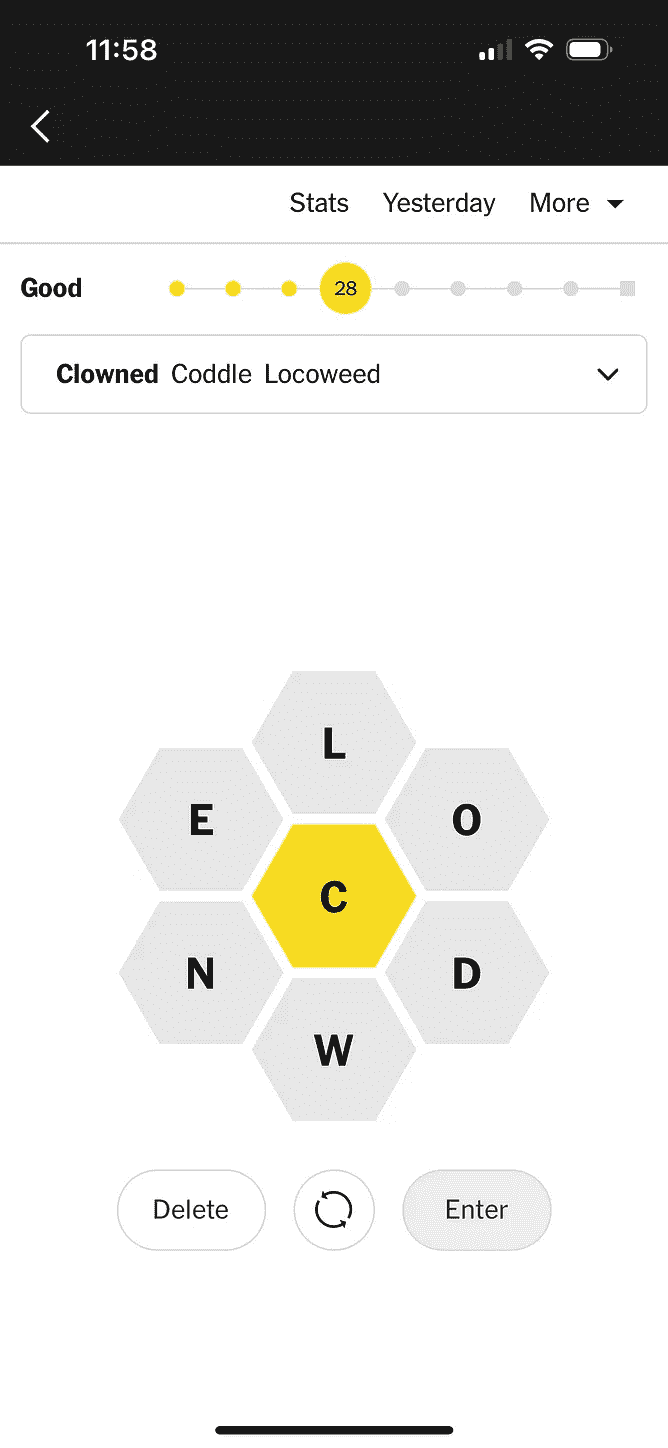 11:58
Stats Yesterday More
Good 28
Clowned Coddle Locoweed
L
E O
C
N D
W
Delete Enter